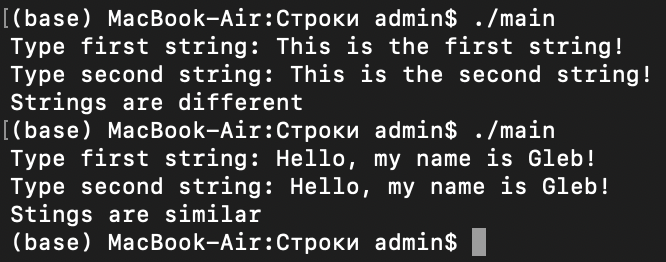 [(base) MacBook-Air:Строки admin$ ./main
Type first string: This is the first string!
Type second string: This is the second string!
Strings are different
[(base) MacBook-Air:Строки admin$ ./main
Type first string: Hello, my name is Gleb!
Type second string: Hello, my name is Gleb!
Stings are similar
(base) MacBook-Air:Строки admin$